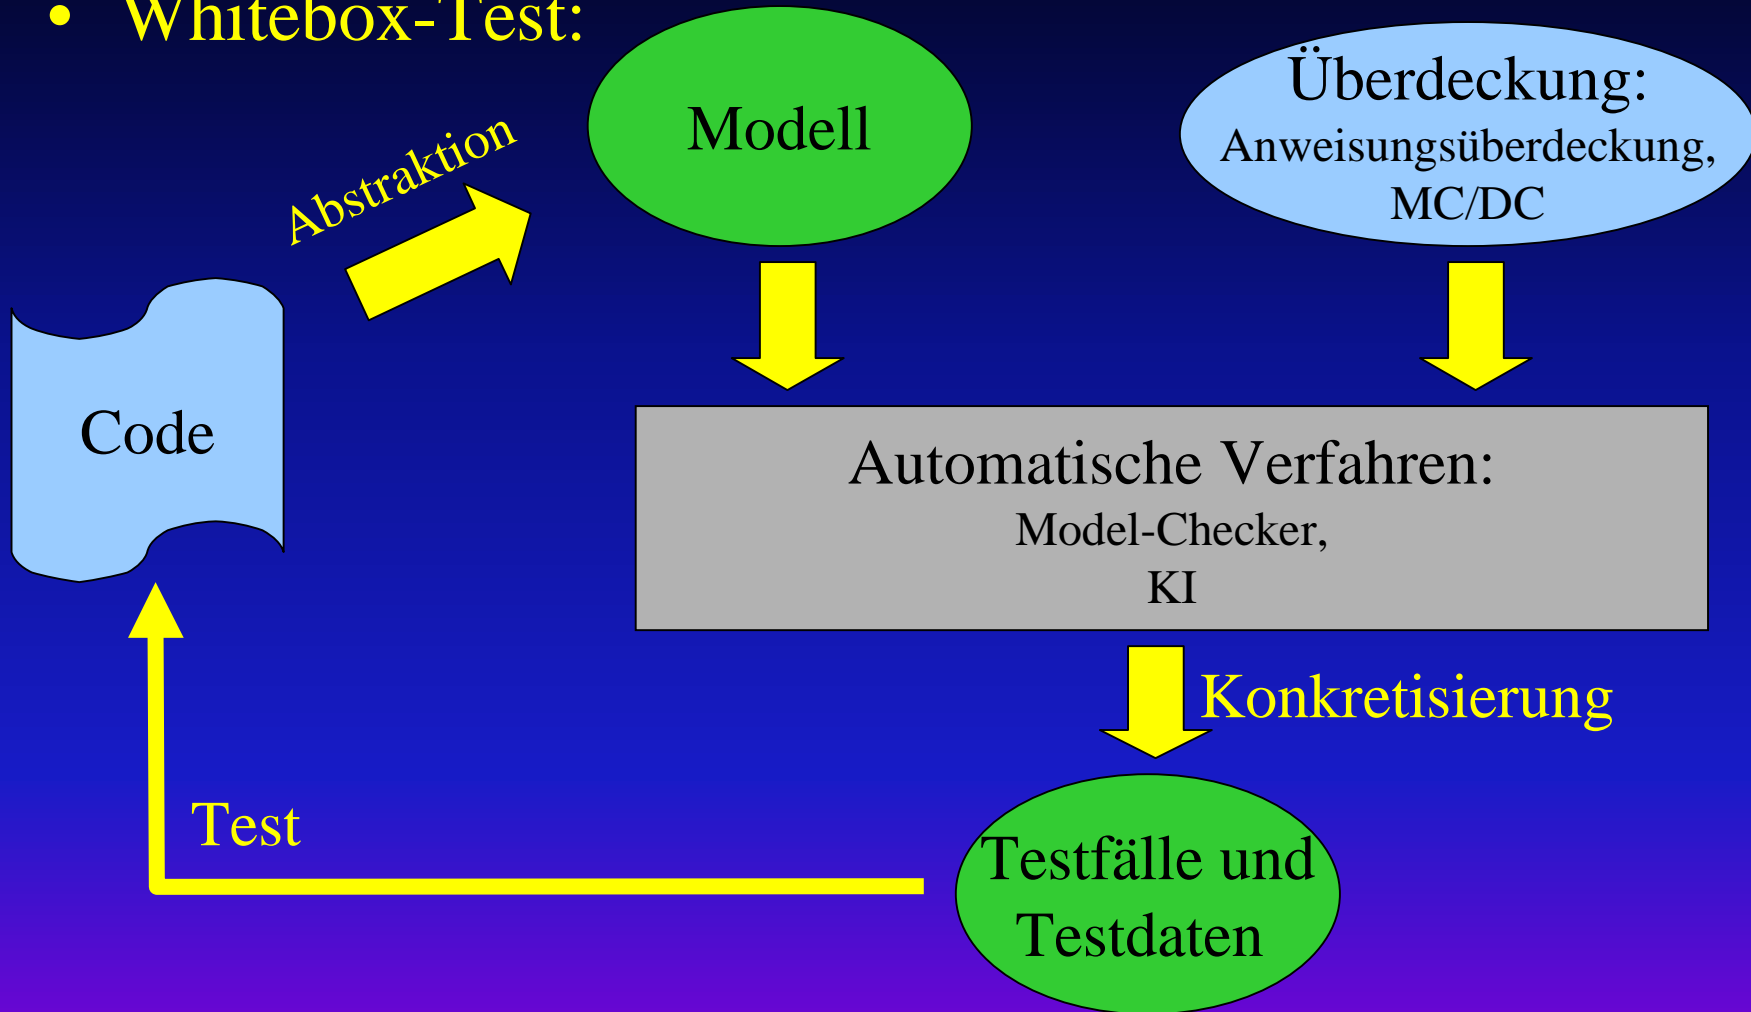 • Whitebox-Test:
Modell
Überdeckung:
Anweisungsüberdeckung,
MC/DC
Abstraktion
Code
Automatische Verfahren:
Model-Checker,
KI
Konkretisierung
Test
Testfälle und
Testdaten